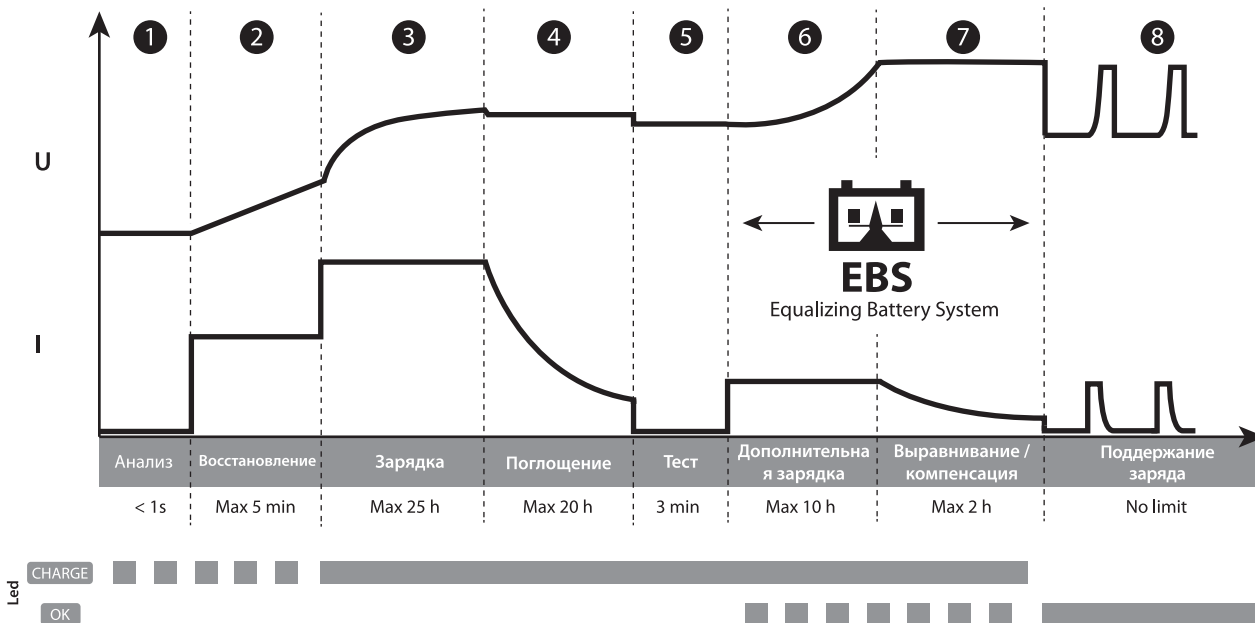 1 2 3 4 5 6 7 8
U
EBS
Equalizing Battery System
I
Анализ Восстановление Зарядка Поглощение Тест Дополнительна Выравнивание / Поддержание
я зарядка компенсация заряда
< 1s Max 5 min Max 25 h Max 20 h 3 min Max 10 h Max 2 h No limit
Led
CHARGE
OK